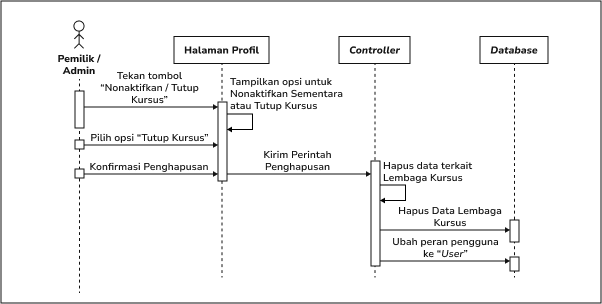 Pemilik /
Admin
Halaman Profil
Controller
Database
Tekan tombol
“Nonaktifkan / Tutup
Kursus”
Tampilkan opsi untuk
Nonaktifkan Sementara
atau Tutup Kursus
Pilih opsi “Tutup Kursus”
Konfirmasi Penghapusan
Kirim Perintah
Penghapusan
Hapus data terkait
Lembaga Kursus
Hapus Data Lembaga
Kursus
Ubah peran pengguna
ke “User”